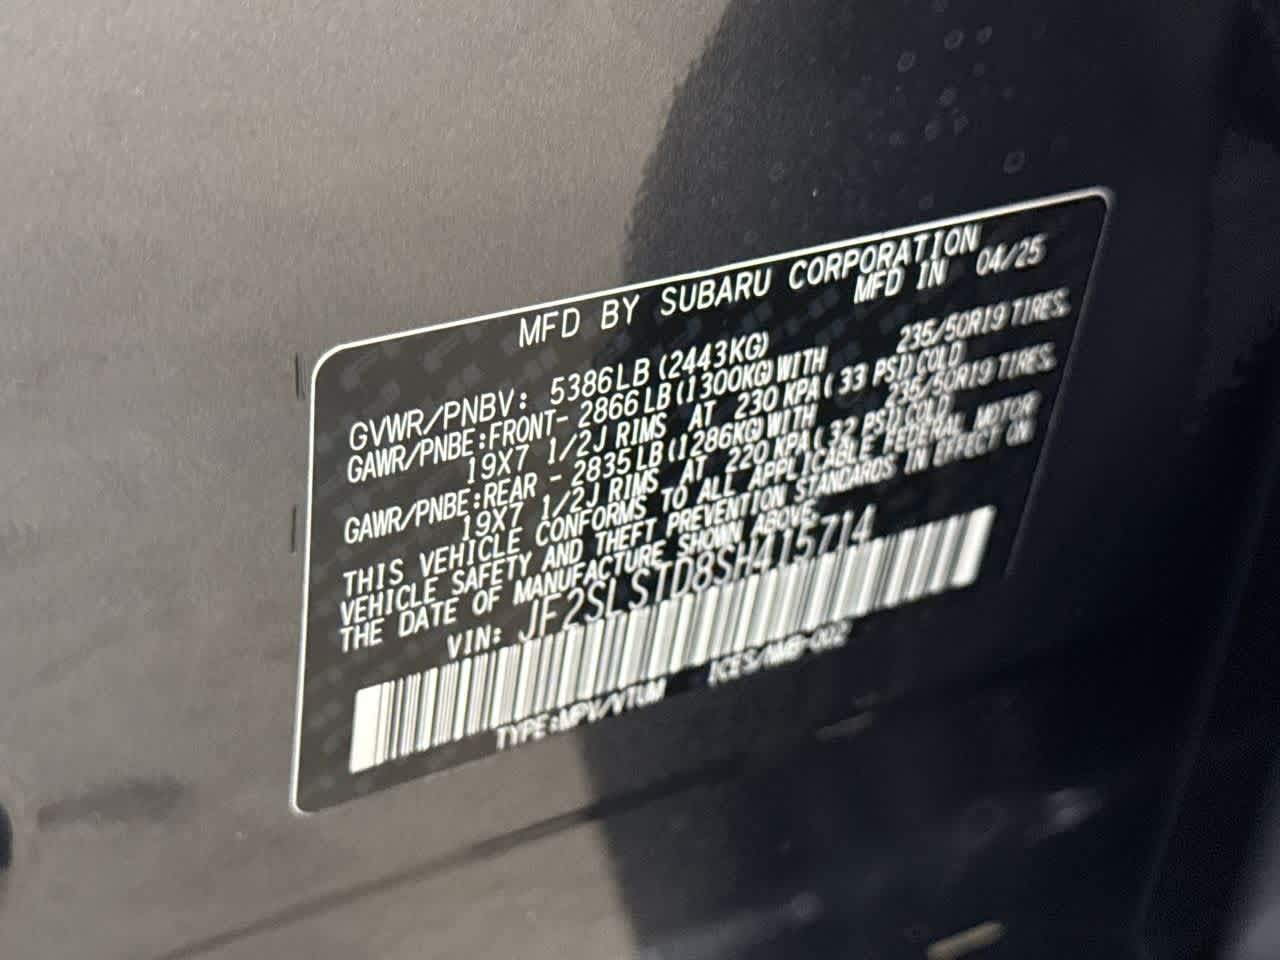 MFD BY SUBARU CORPORATION
MFD IN 04/25
GVWR/PNBV: 5386LB (2443KG)
GAWR/PNBE:FRONT- 2866LB (1300KG) WITH 235/50R19 TIRES,
19X7 1/2J RIMS AT 230 KPA ( 33 PSI) COLD
GAWR/PNBE:REAR - 2835LB (1286KG) WITH 235/50R19 TIRES,
19X7 1/2J RIMS AT 220 KPA ( 32 PSI) COLD
THIS VEHICLE CONFORMS TO ALL APPLICABLE FEDERAL MOTOR
VEHICLE SAFETY AND THEFT PREVENTION STANDARDS IN EFFECT ON
THE DATE OF MANUFACTURE SHOWN ABOVE.
VIN: JF2SLSTD8SH415714
TYPE:MPV/VTUM ICES/NMB-002